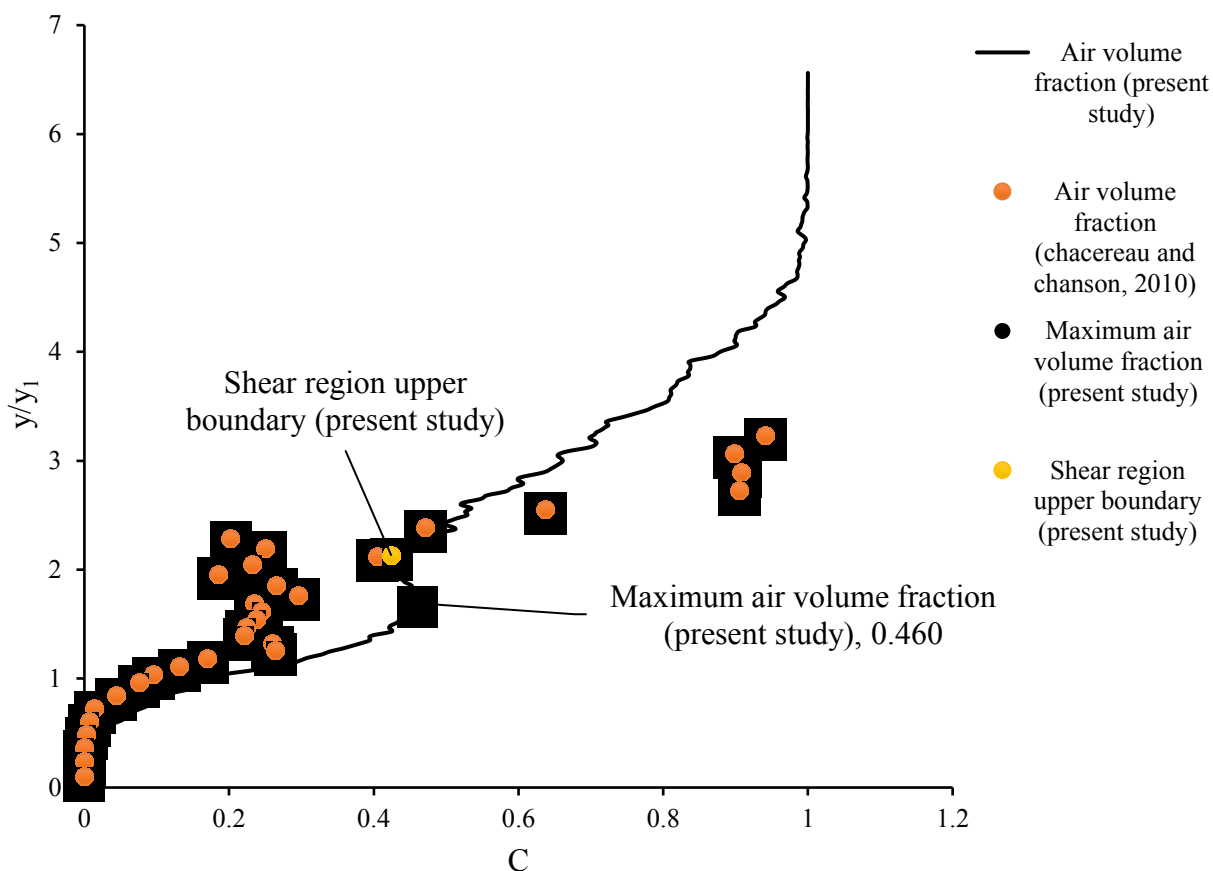 7
6
5
4
3
2
1
0
y/y1
0
0.2
0.4
0.6
0.8
1
1.2
C
Shear region upper
boundary (present study)
Maximum air volume fraction
(present study), 0.460
Air volume
fraction (present
study)
Air volume
fraction
(chacereau and
chanson, 2010)
Maximum air
volume fraction
(present study)
Shear region
upper boundary
(present study)